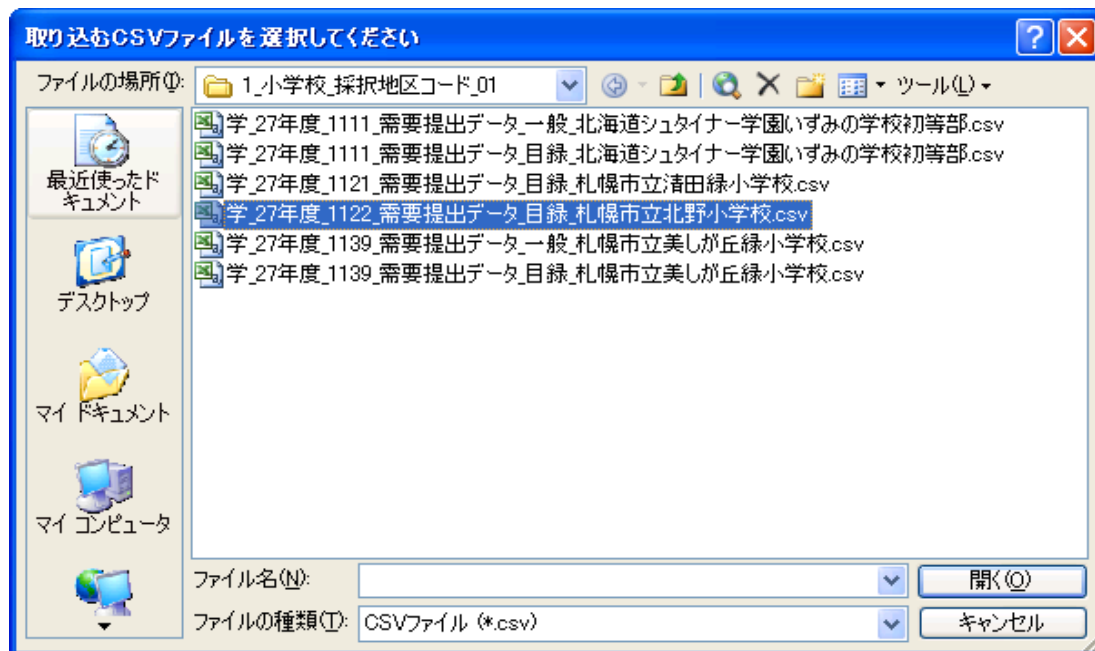 取り込むCSVファイルを選択してください
ファイルの場所(I):
1_小学校_採択地区コード_01
ツール(L)
学_27年度_1111_需要提出データ_一般_北海道シュタイナー学園いずみの学校初等部.csv
学_27年度_1111_需要提出データ_目録_北海道シュタイナー学園いずみの学校初等部.csv
学_27年度_1121_需要提出データ_目録_札幌市立清田緑小学校.csv
学_27年度_1122_需要提出データ_目録_札幌市立北野小学校.csv
学_27年度_1139_需要提出データ_一般_札幌市立美しが丘緑小学校.csv
学_27年度_1139_需要提出データ_目録_札幌市立美しが丘緑小学校.csv
最近使ったド
キュメント
デスクトップ
マイ ドキュメント
マイ コンピュータ
ファイル名(N):
開く(O)
ファイルの種類(T):
CSVファイル (*.csv)
キャンセル